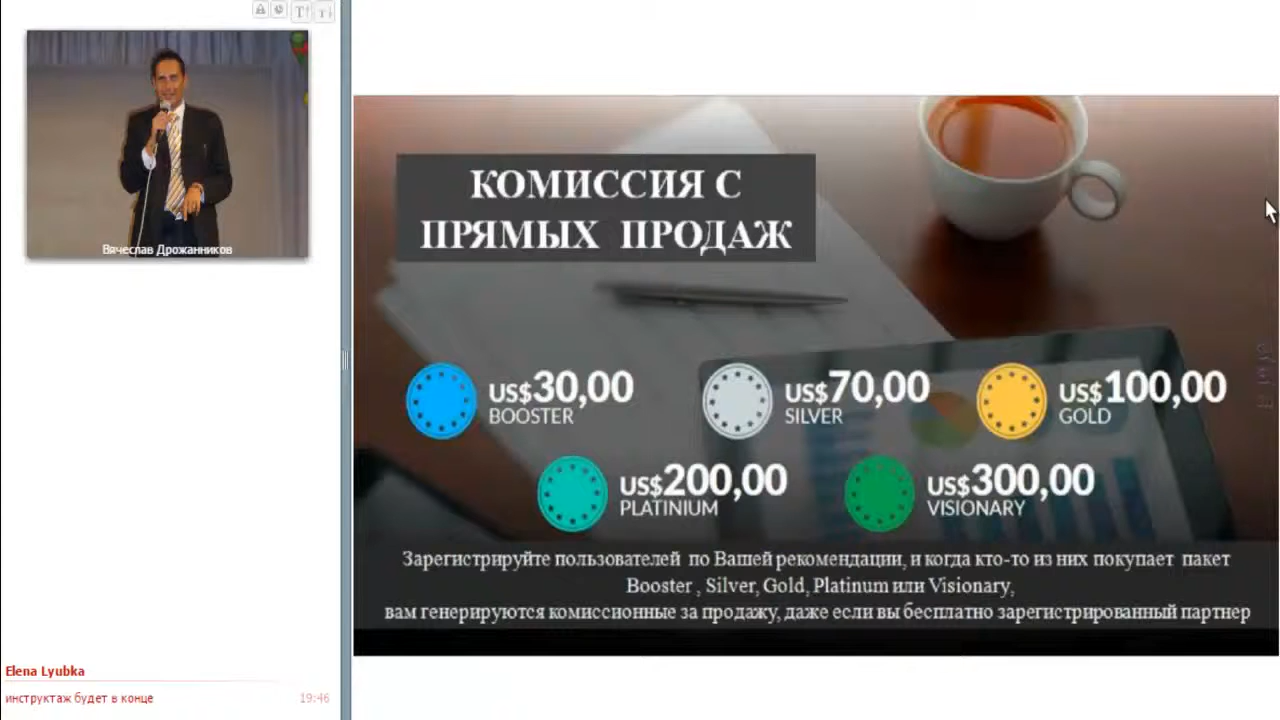 Вячеслав Дрожанников
КОМИССИЯ С
ПРЯМЫХ ПРОДАЖ
US$30,00
BOOSTER
US$70,00
SILVER
US$100,00
GOLD
US$200,00
PLATINIUM
US$300,00
VISIONARY
Зарегистрируйте пользователей по Вашей рекомендации, и когда кто-то из них покупает пакет
Booster , Silver, Gold, Platinum или Visionary,
вам генерируются комиссионные за продажу, даже если вы бесплатно зарегистрированный партнер
Elena Lyubka
инструктаж будет в конце 19:46